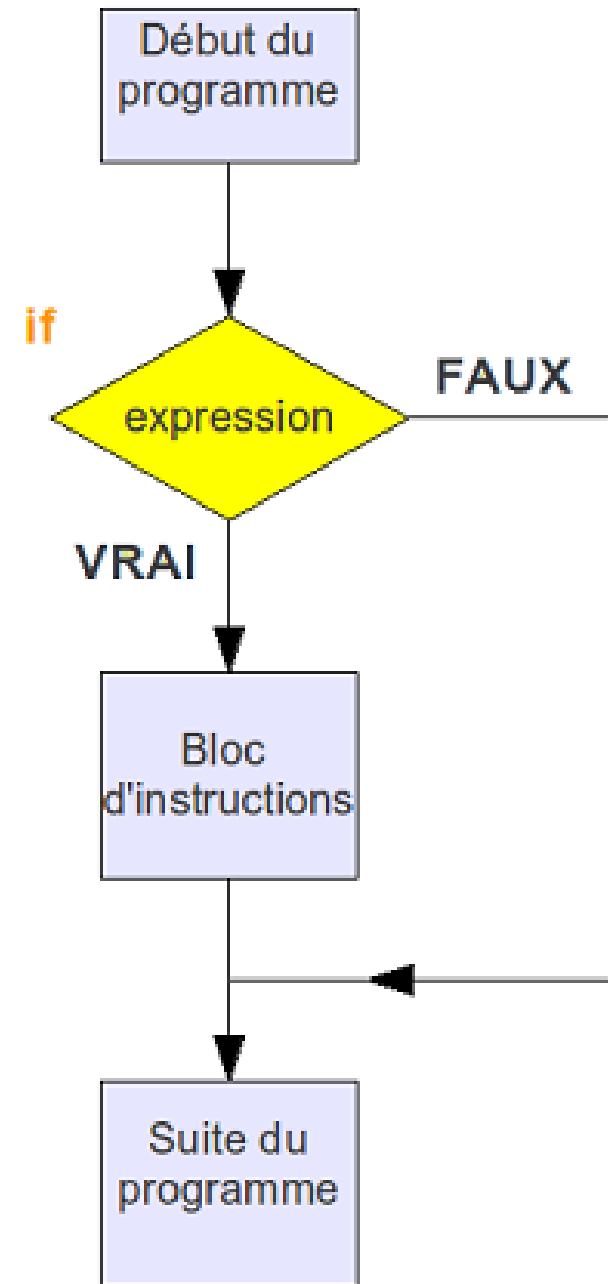 Début du
programme
if
FAUX
expression
VRAI
Bloc
d'instructions
Suite du
programme